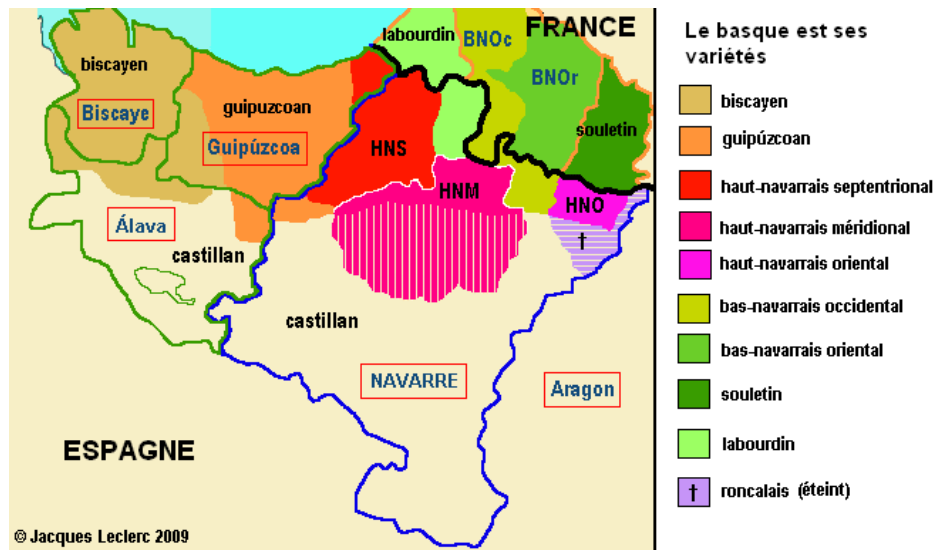 labourdin
BNOc
FRANCE
biscayen
BNOr
Biscaye
guipuzcoan
Guipúzcoa
souletin
HNS
HNM
HNO
Álava
†
castillan
castillan
NAVARRE
Aragon
ESPAGNE
© Jacques Leclerc 2009
Le basque est ses
variétés
biscayen
guipúzcoan
haut-navarrais septentrional
haut-navarrais méridional
haut-navarrais oriental
bas-navarrais occidental
bas-navarrais oriental
souletin
labourdin
† roncalais (éteint)